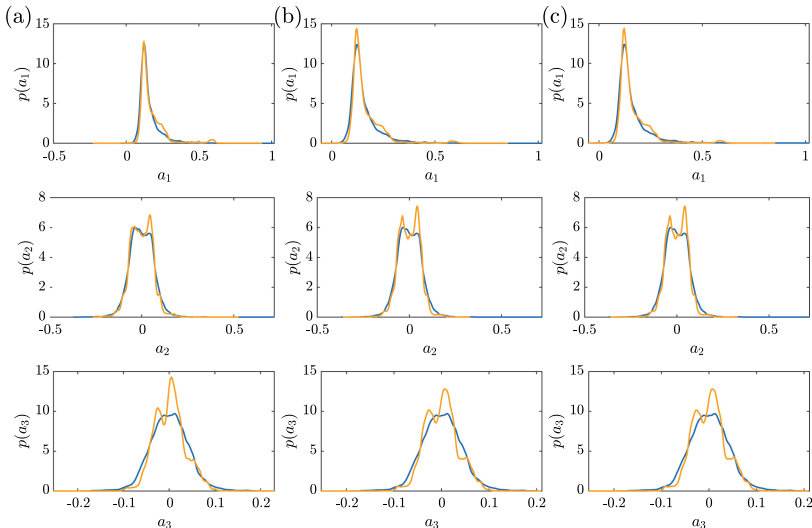 (a) (b) (c)
15 15 15
p(a1) p(a1) p(a1)
10 10 10
5 5 5
0 0 0
-0.5 0 0.5 1 0 0.5 1 0 0.5 1
a1 a1 a1
8 8 8
6 6 6
p(a2) p(a2) p(a2)
4 4 4
2 2 2
0 0 0
-0.5 0 0.5 -0.5 0 0.5 -0.5 0 0.5
a2 a2 a2
15 15 15
p(a3) p(a3) p(a3)
10 10 10
5 5 5
0 0 0
-0.2 -0.1 0 0.1 0.2 -0.2 -0.1 0 0.1 0.2 -0.2 -0.1 0 0.1 0.2
a3 a3 a3